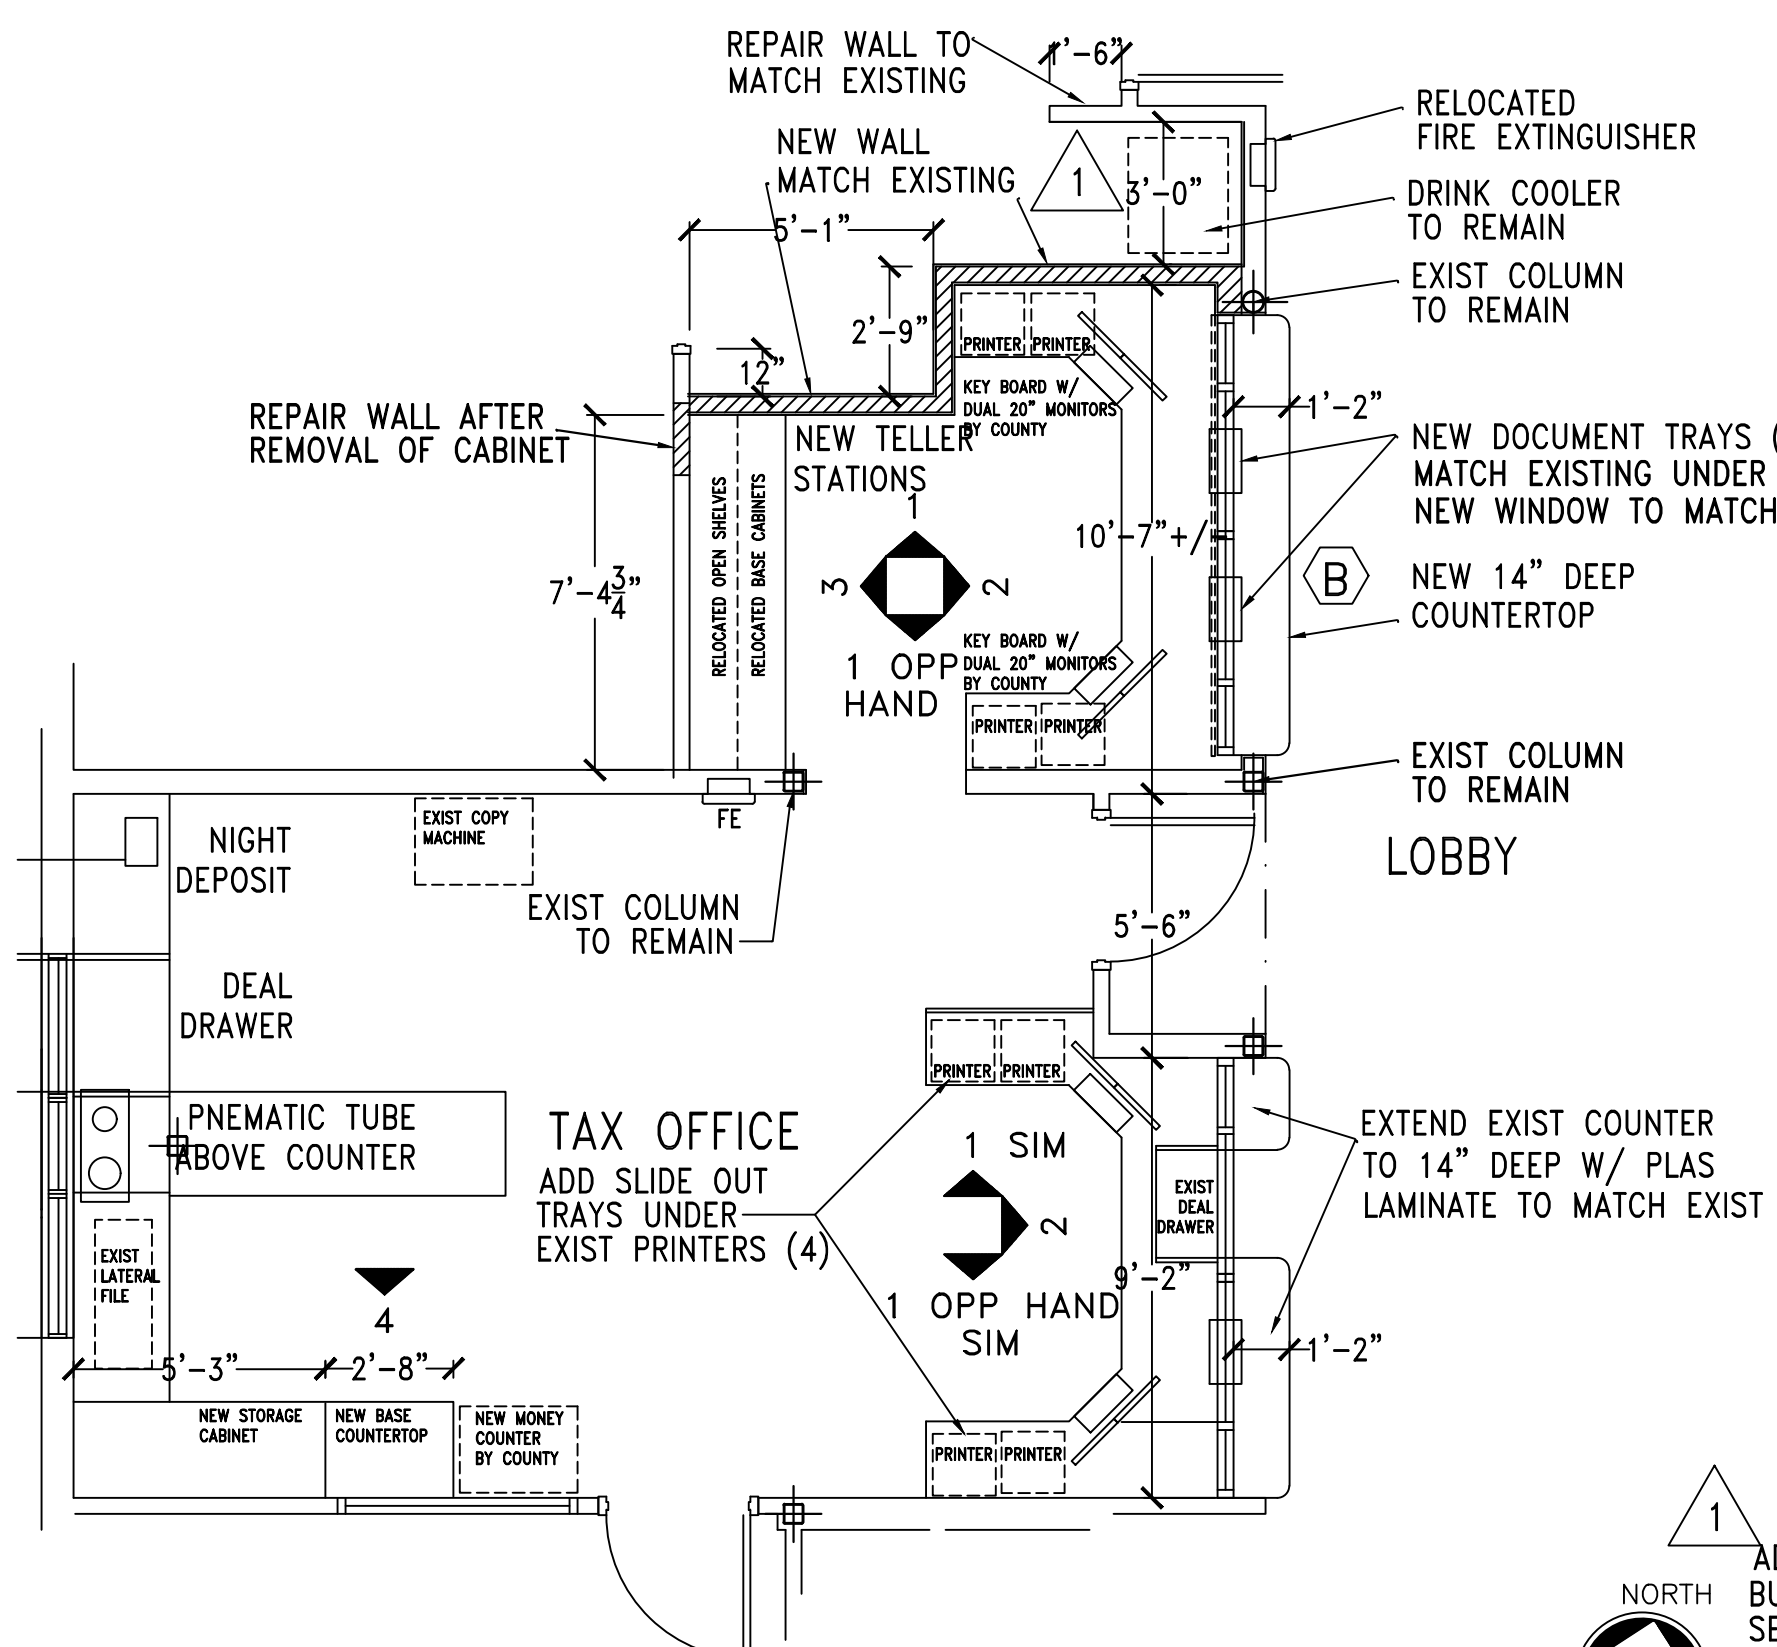 REPAIR WALL TO
MATCH EXISTING
1'-6"
RELOCATED
FIRE EXTINGUISHER
NEW WALL
MATCH EXISTING
1
3'-0"
DRINK COOLER
TO REMAIN
5'-1"
EXIST COLUMN
TO REMAIN
2'-9"
12"
PRINTER
PRINTER
KEY BOARD W/
DUAL 20" MONITORS
BY COUNTY
1'-2"
REPAIR WALL AFTER
REMOVAL OF CABINET
NEW TELLER
STATIONS
NEW DOCUMENT TRAYS (
MATCH EXISTING UNDER
NEW WINDOW TO MATCH
RELOCATED OPEN SHELVES
RELOCATED BASE CABINETS
1
3
2
1 OPP
HAND
10'-7"+/-
7'-4 3/4"
B
NEW 14" DEEP
COUNTERTOP
KEY BOARD W/
DUAL 20" MONITORS
BY COUNTY
PRINTER
PRINTER
EXIST COLUMN
TO REMAIN
FE
NIGHT
DEPOSIT
EXIST COPY
MACHINE
LOBBY
EXIST COLUMN
TO REMAIN
5'-6"
DEAL
DRAWER
PRINTER
PRINTER
PNEMATIC TUBE
ABOVE COUNTER
TAX OFFICE
ADD SLIDE OUT
TRAYS UNDER
EXIST PRINTERS (4)
1 SIM
2
1 OPP HAND
SIM
EXIST
DEAL
DRAWER
EXTEND EXIST COUNTER
TO 14" DEEP W/ PLAS
LAMINATE TO MATCH EXIST
9'-2"
EXIST
LATERAL
FILE
4
1'-2"
5'-3"
2'-8"
NEW STORAGE
CABINET
NEW BASE
COUNTERTOP
NEW MONEY
COUNTER
BY COUNTY
PRINTER
PRINTER
1
NORTH